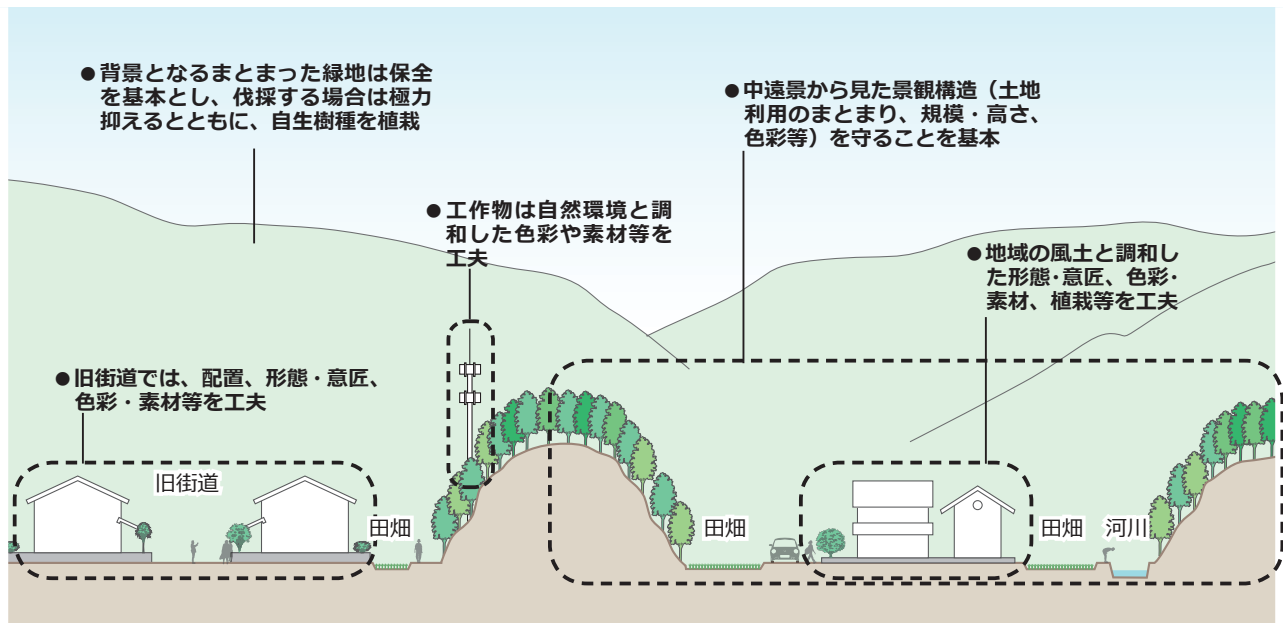 ●背景となるまとまった緑地は保全
を基本とし、伐採する場合は極力
抑えるとともに、自生樹種を植栽
●中遠景から見た景観構造（土地
利用のまとまり、規模・高さ、
色彩等）を守ることを基本
●工作物は自然環境と調
和した色彩や素材等を
工夫
●地域の風土と調和し
た形態・意匠、色彩・
素材、植栽等を工夫
●旧街道では、配置、形態・意匠、
色彩・素材等を工夫
旧街道
田畑
田畑
田畑
河川